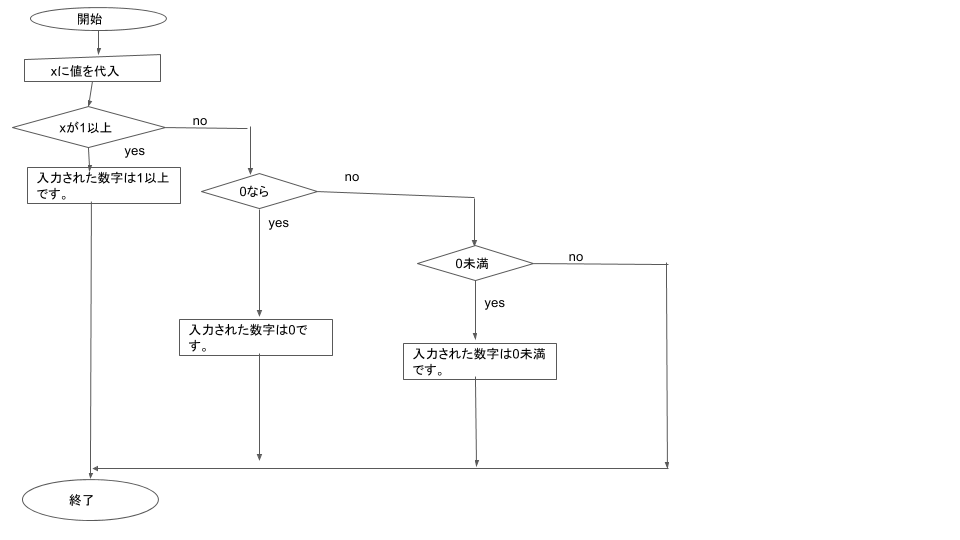 開始
xに値を代入
xが1以上
no
yes
入力された数字は1以上
です。
0なら
no
yes
0未満
no
yes
入力された数字は0で
す。
入力された数字は0未満
です。
終了